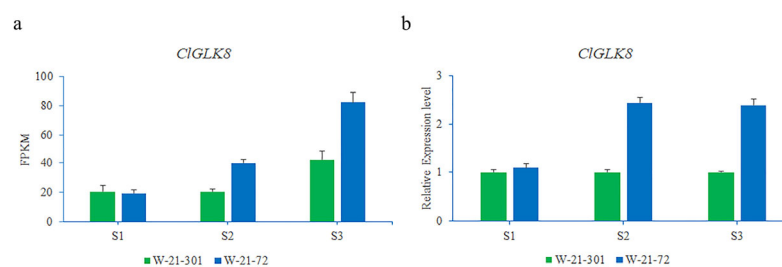 a
ClGLK8
FPKM
100
80
60
40
20
0
S1
S2
S3
W-21-301
W-21-72
b
ClGLK8
Relative Expression level
3
2
1
0
S1
S2
S3
W-21-301
W-21-72